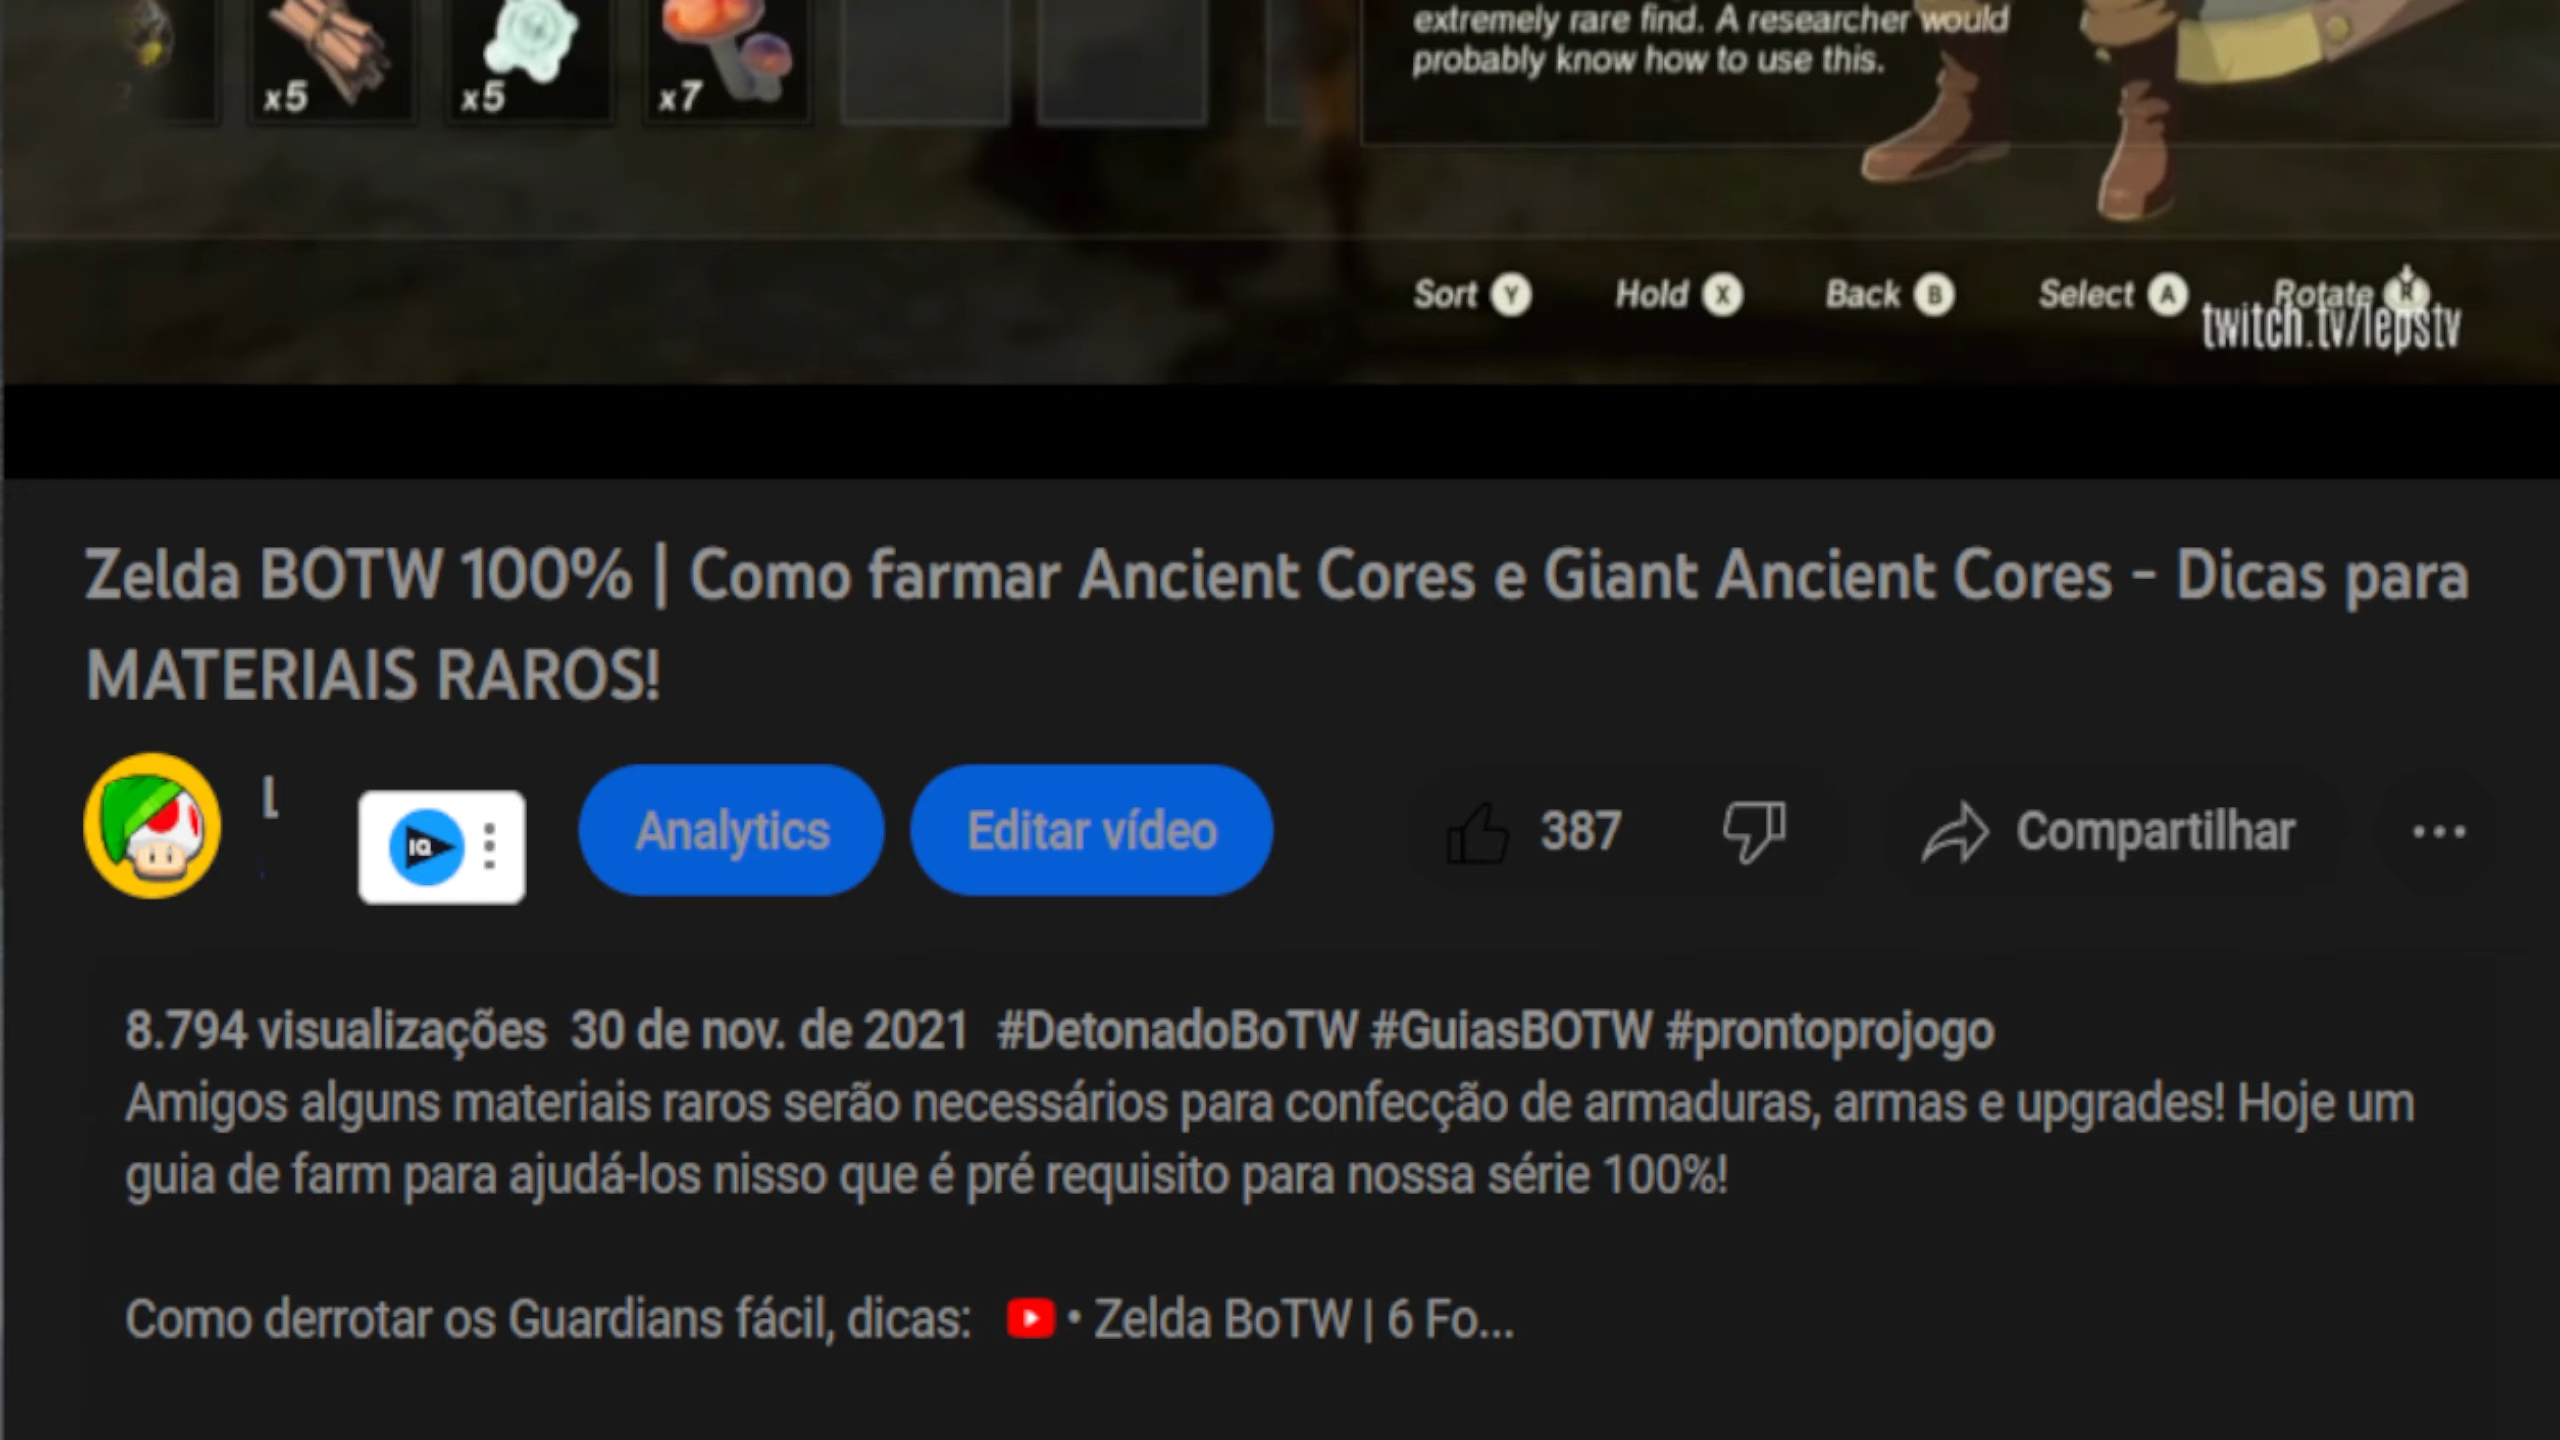 extremely rare find. A researcher would
probably know how to use this.
x5 x5 x7
Sort Y Hold X Back B Select A Rotate R
twitch.tv/lepstv
Zelda BOTW 100% | Como farmar Ancient Cores e Giant Ancient Cores - Dicas para
MATERIAIS RAROS!
L
IQ
Analytics
Editar vídeo
387
Compartilhar
8.794 visualizações 30 de nov. de 2021 #DetonadoBoTW #GuiasBOTW #prontoprojogo
Amigos alguns materiais raros serão necessários para confecção de armaduras, armas e upgrades! Hoje um
guia de farm para ajudá-los nisso que é pré requisito para nossa série 100%!
Como derrotar os Guardians fácil, dicas: • Zelda BoTW | 6 Fo...